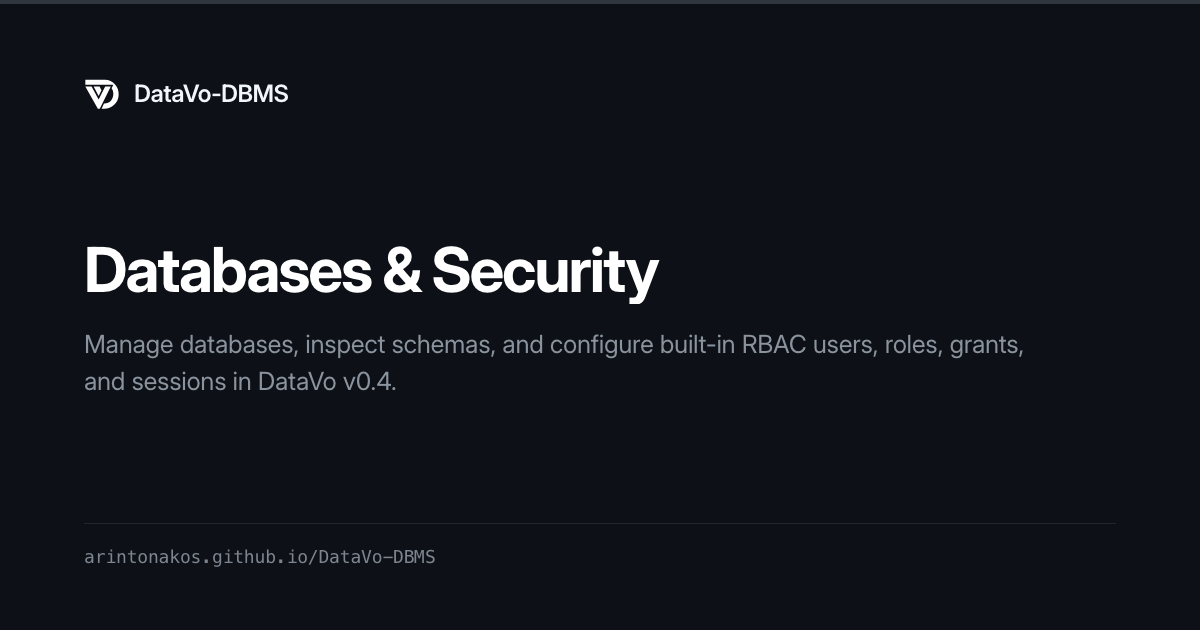 DataVo-DBMS
Databases & Security
Manage databases, inspect schemas, and configure built-in RBAC users, roles, grants,
and sessions in DataVo v0.4.
arintonakos.github.io/DataVo-DBMS